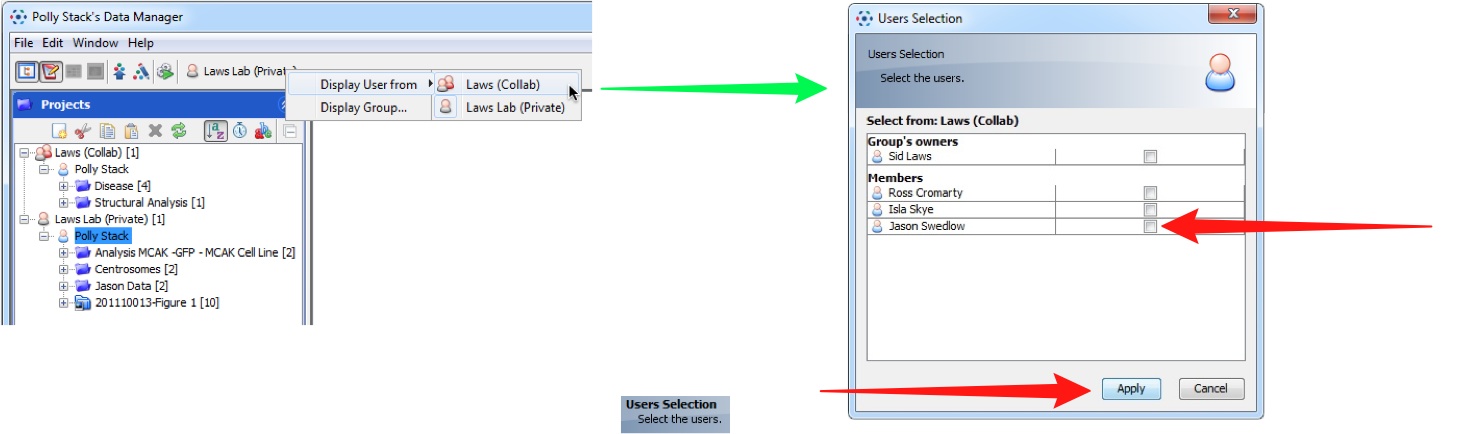 Polly Stack's Data Manager
File Edit Window Help
Laws Lab (Privat
Display User from
Laws (Collab)
Display Group...
Laws Lab (Private)
Projects
Laws (Collab) [1]
Polly Stack
Disease [4]
Structural Analysis [1]
Laws Lab (Private) [1]
Polly Stack
Analysis MCAK -GFP - MCAK Cell Line [2]
Centrosomes [2]
Jason Data [2]
201110013-Figure 1 [10]
Users Selection
Users Selection
Select the users.
Select from: Laws (Collab)
Group's owners
Sid Laws
Members
Ross Cromarty
Isla Skye
Jason Swedlow
Apply
Cancel
Users Selection
Select the users.